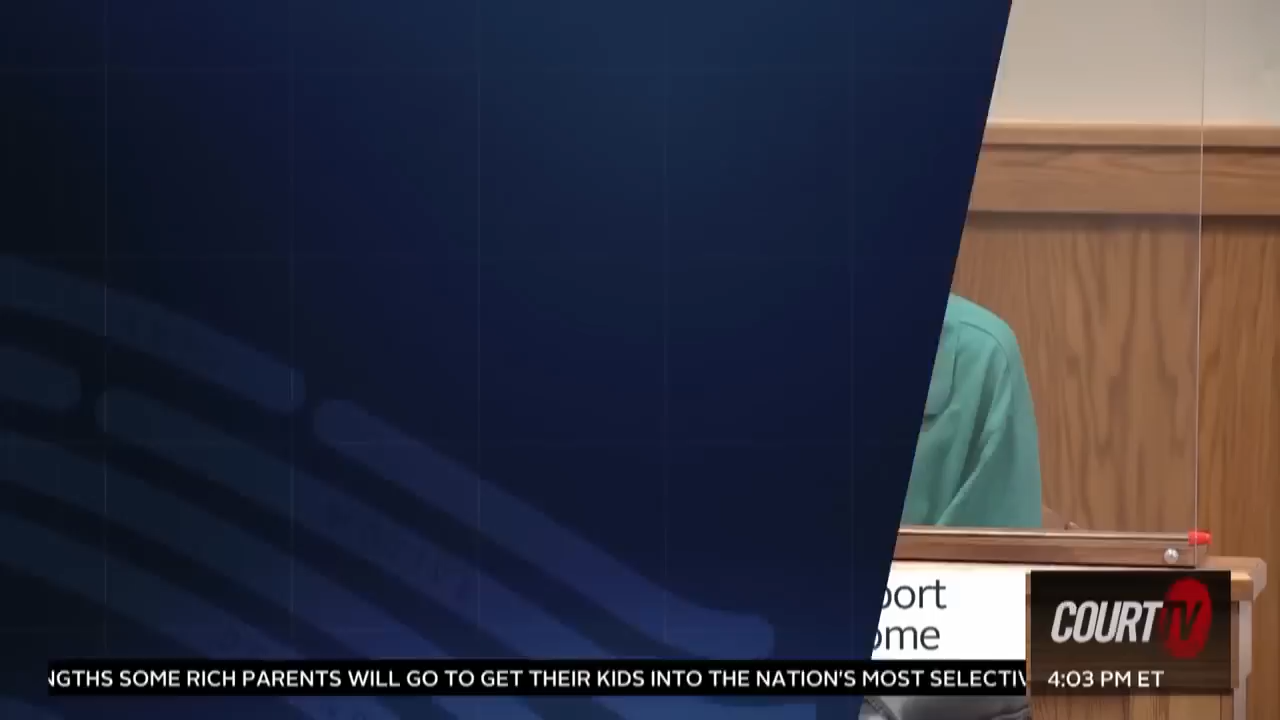 port
ome
COURT TV
NGTHS SOME RICH PARENTS WILL GO TO GET THEIR KIDS INTO THE NATION'S MOST SELECTIV
4:03 PM ET